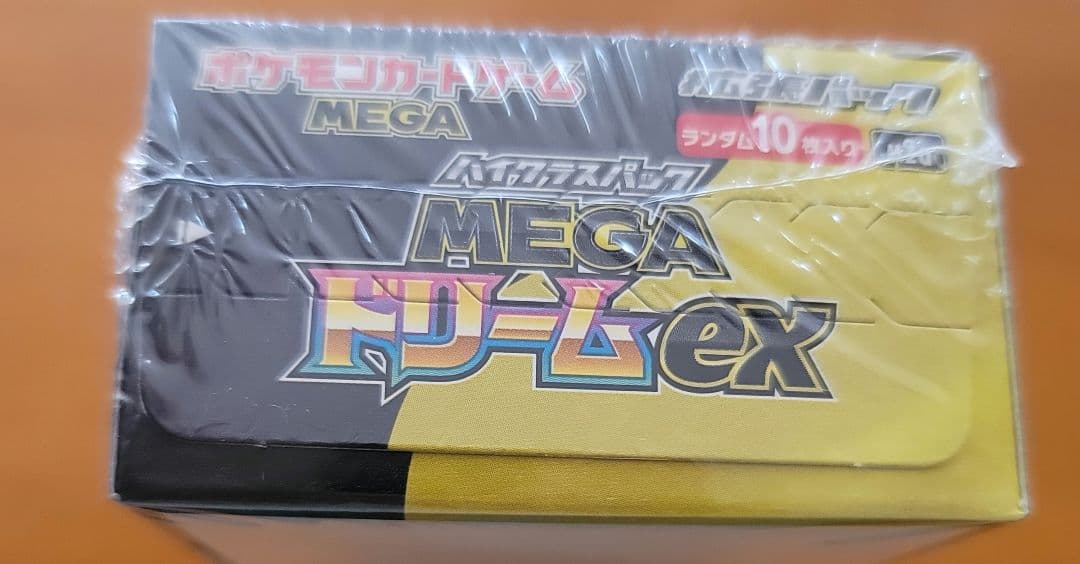 ポケモンカードゲーム
MEGA
拡張パック
ランダム10枚入り
ハイクラスパック
MEGA
ドリームex